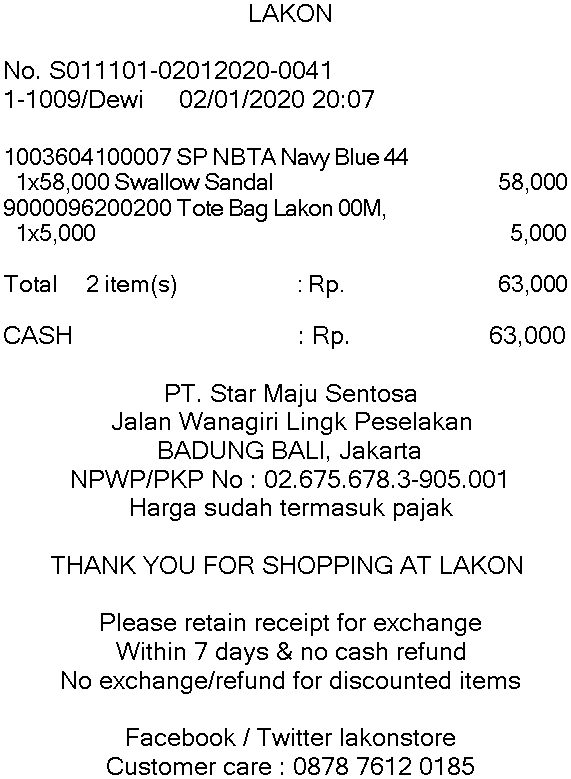 LAKON
No. S011101-02012020-0041
1-1009/Dewi 02/01/2020 20:07
1003604100007 SP NBTA Navy Blue 44
1x58,000 Swallow Sandal 58,000
9000096200200 Tote Bag Lakon 00M,
1x5,000 5,000
Total 2 item(s) : Rp. 63,000
CASH : Rp. 63,000
PT. Star Maju Sentosa
Jalan Wanagiri Lingk Peselakan
BADUNG BALI, Jakarta
NPWP/PKP No : 02.675.678.3-905.001
Harga sudah termasuk pajak
THANK YOU FOR SHOPPING AT LAKON
Please retain receipt for exchange
Within 7 days & no cash refund
No exchange/refund for discounted items
Facebook / Twitter lakonstore
Customer care : 0878 7612 0185